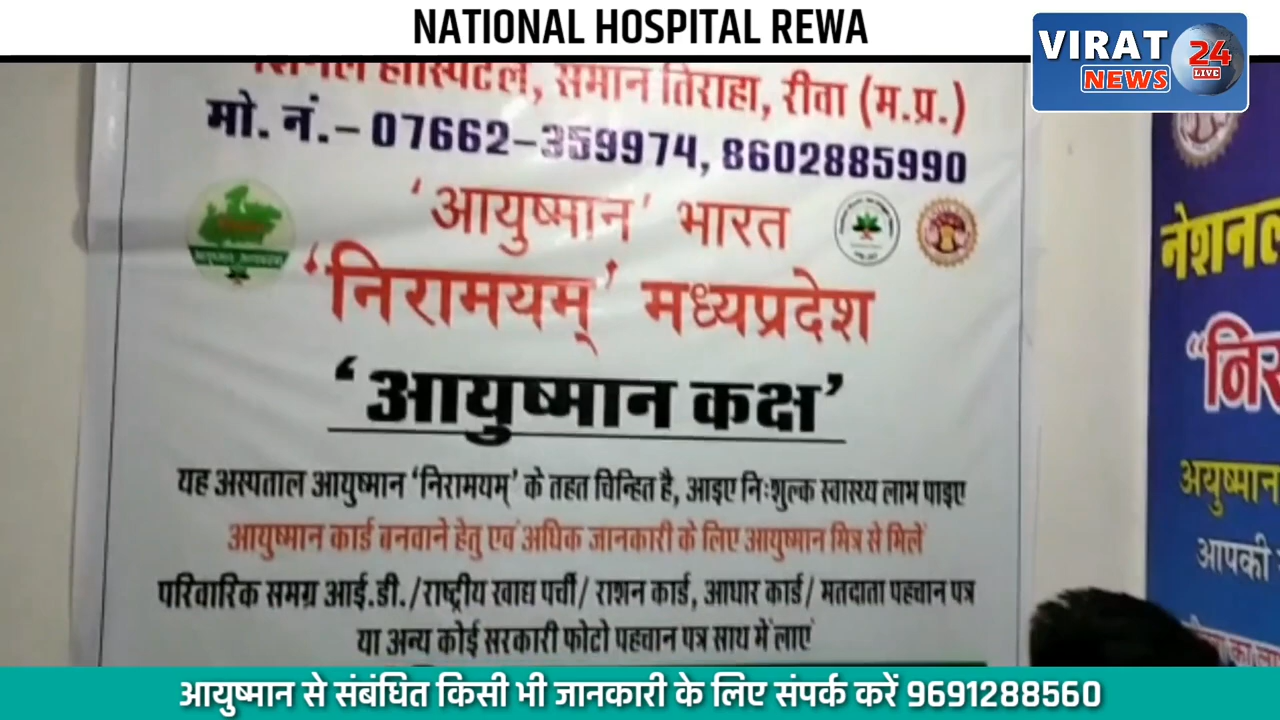 NATIONAL HOSPITAL REWA
VIRAT
NEWS
24
LIVE
हॉस्पिटल, समान तिराहा, रीवा (म.प्र.)
मो. नं.– 07662–359974, 8602885990
‘आयुष्मान’ भारत
‘निरामयम्’ मध्यप्रदेश
‘आयुष्मान कक्ष’
यह अस्पताल आयुष्मान ‘निरामयम्’ के तहत चिन्हित है, आइए निःशुल्क स्वास्थ्य लाभ पाइए
आयुष्मान कार्ड बनवाने हेतु एवं अधिक जानकारी के लिए आयुष्मान मित्र से मिलें
परिवारिक समग्र आई.डी./राष्ट्रीय खाद्य पर्ची/ राशन कार्ड, आधार कार्ड/ मतदाता पहचान पत्र
या अन्य कोई सरकारी फोटो पहचान पत्र साथ में लाएं
नेशनल
“निर
अयुष्मान
आपकी
आयुष्मान से संबंधित किसी भी जानकारी के लिए संपर्क करें 9691288560